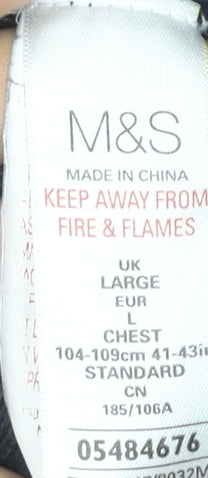 M&S
MADE IN CHINA
KEEP AWAY FROM
FIRE & FLAMES
UK
LARGE
EUR
L
CHEST
104-109cm 41-43in
STANDARD
CN
185/106A
05484676